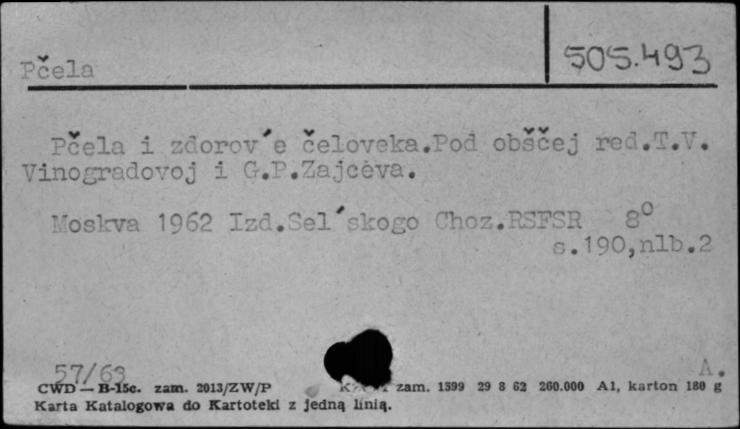 505.493
Pčela
Pčela i zdorov´e čeloveka.Pod obščej red.T.V.
Vinogradovoj i G.P.Zajcéva.
Moskva 1962 Izd.Sel´skogo Choz.RSFSR 8°
s.190,nlb.2
57/63 A.
CWD — B-15c. zam. 2013/ZW/P zam. 1599 29 8 62 260.000 A1, karton 180 g
Karta Katalogowa do Kartoteki z jedną linią.